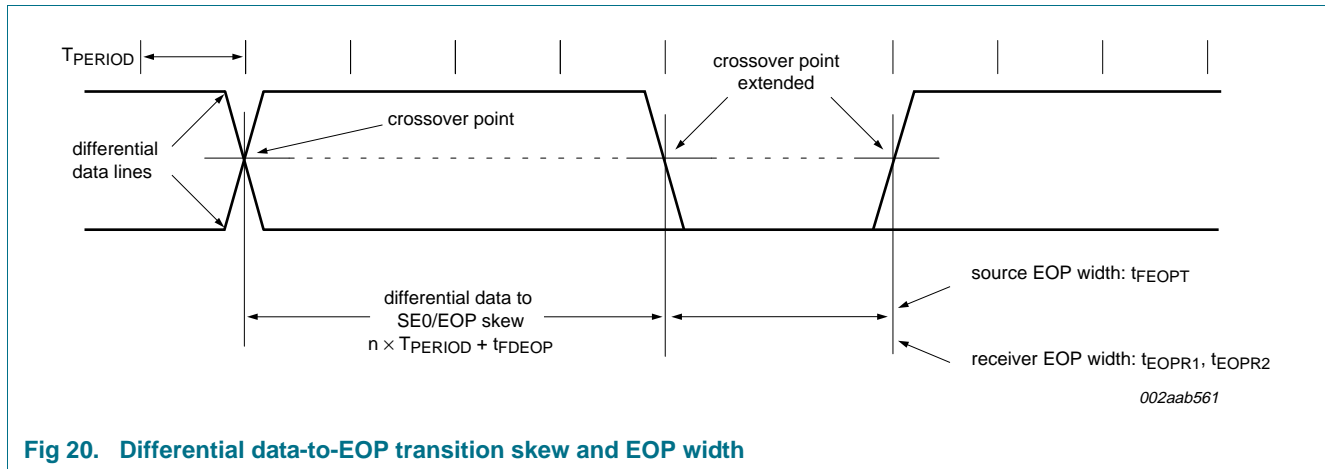 TPERIOD
crossover point
extended
crossover point
differential
data lines
differential data to
SE0/EOP skew
n × TPERIOD + tFDEOP
source EOP width: tFEOPT
receiver EOP width: tEOPR1, tEOPR2
002aab561
Fig 20. Differential data-to-EOP transition skew and EOP width